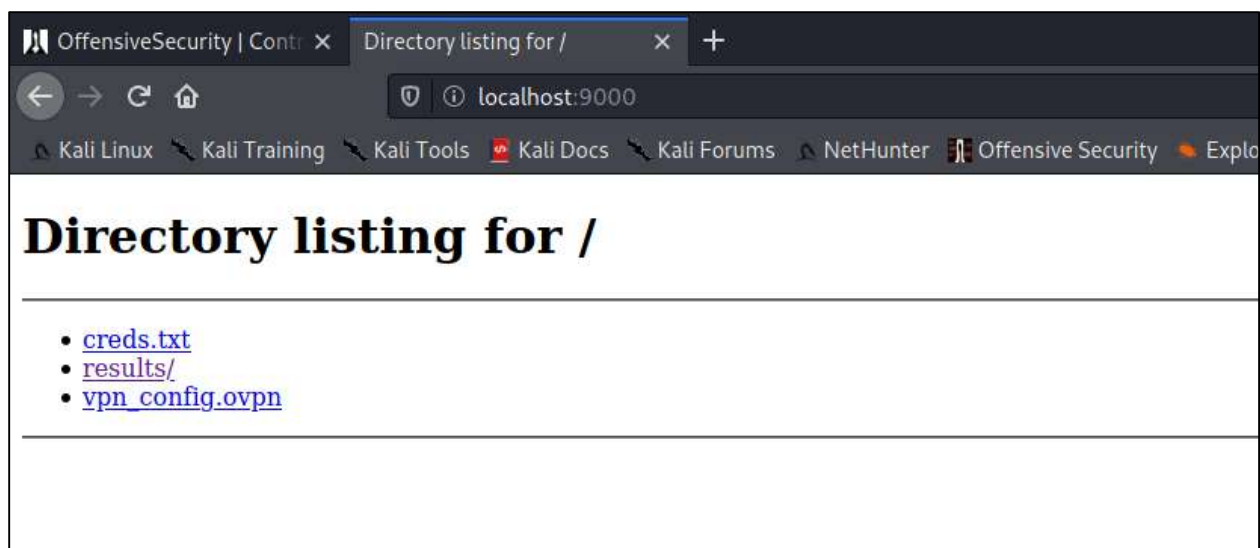 OffensiveSecurity | Contr
Directory listing for /
localhost:9000
Kali Linux Kali Training Kali Tools Kali Docs Kali Forums NetHunter Offensive Security Explo
Directory listing for /
creds.txt
results/
vpn_config.ovpn